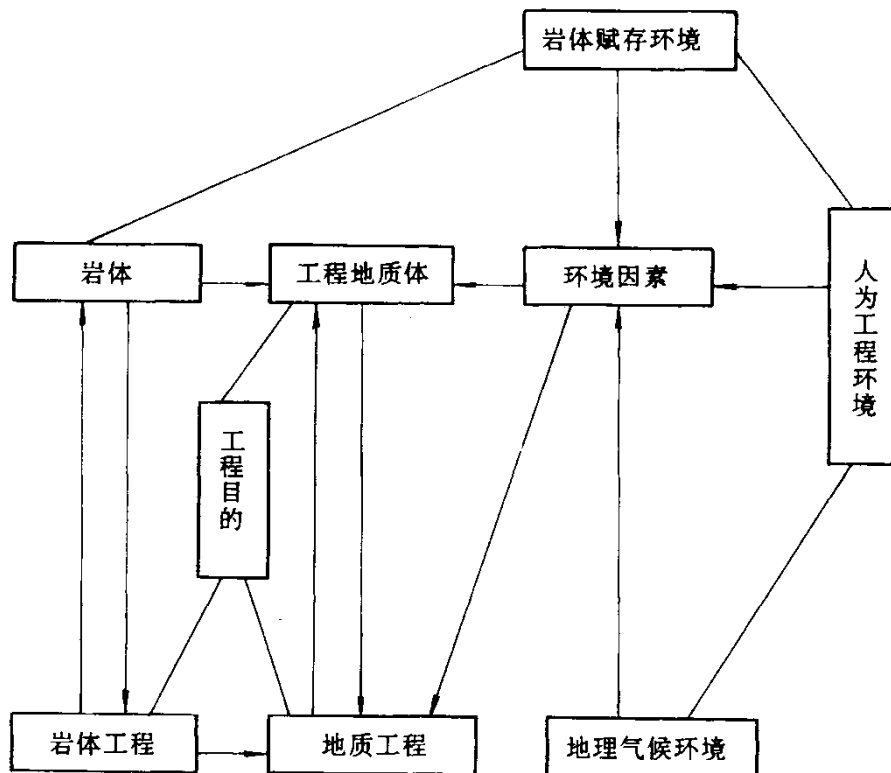 岩体赋存环境
岩体
工程地质体
环境因素
人为工程环境
工程目的
岩体工程
地质工程
地理气候环境